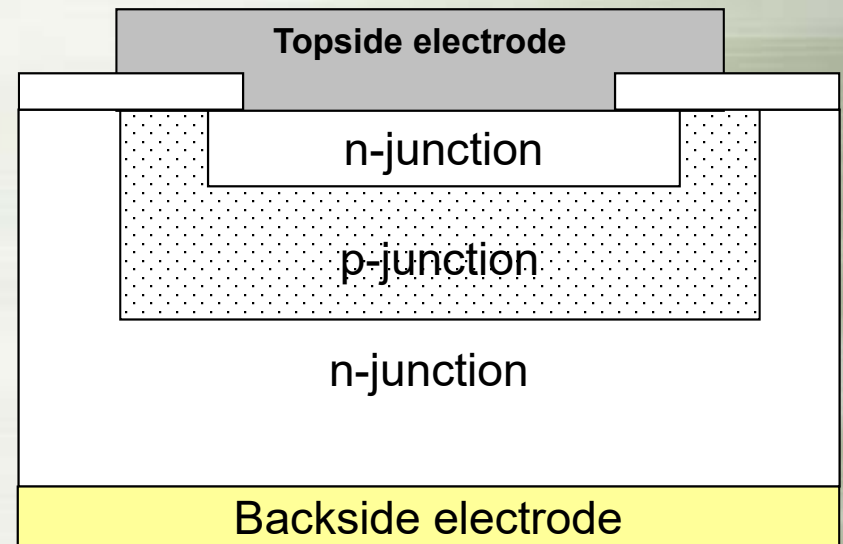 Topside electrode
n-junction
p-junction
n-junction
Backside electrode